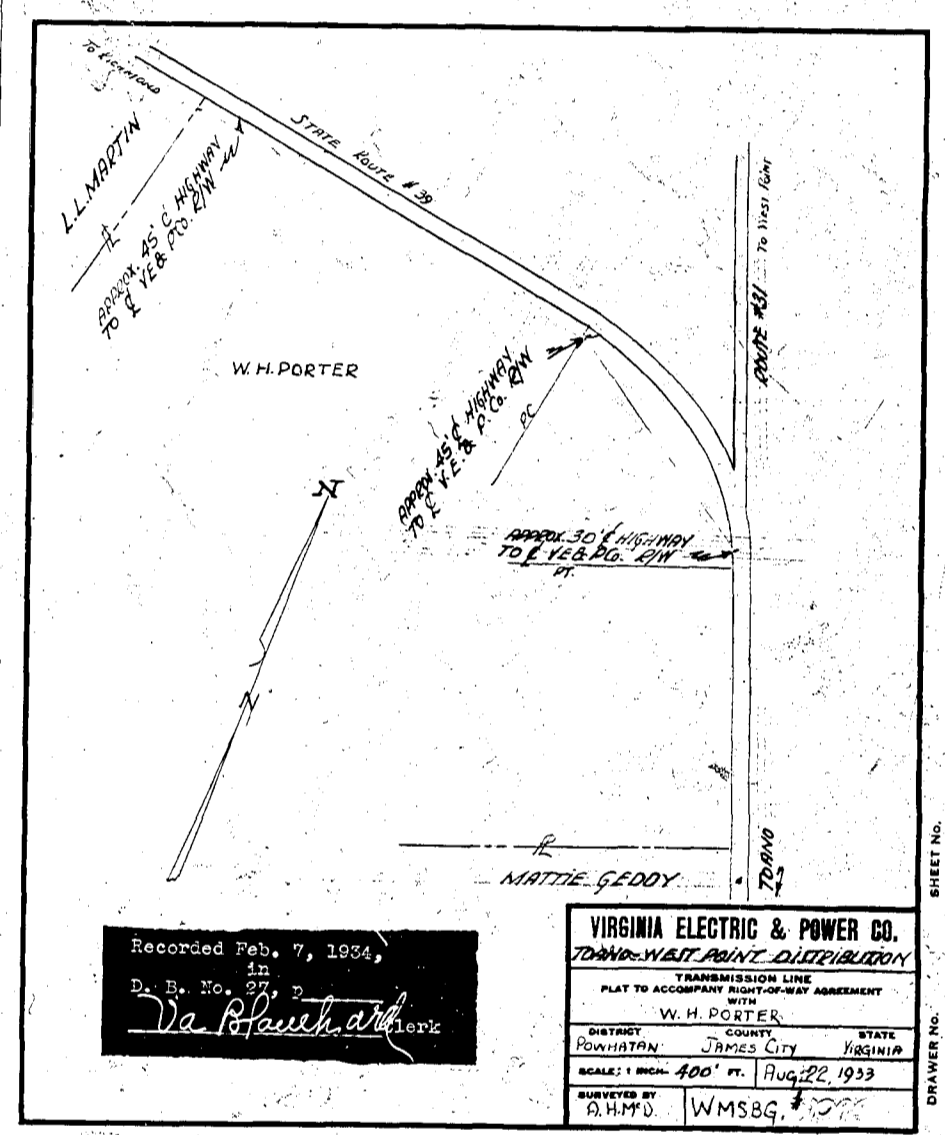 TO RICHMOND
L.L. MARTIN
PL
APPROX. 45' ₵ HIGHWAY
TO ₵ V.E & P.CO. R/W
STATE ROUTE # 39
ROUTE #31 TO West Point
W. H. PORTER
APPROX. 45' ₵ HIGHWAY
TO ₵ V.E. & P. Co. R/W
PC
N
APPROX. 30' ₵ HIGHWAY
TO ₵ VE & P.Co. R/W
PT.
PL
MATTIE GEDDY
TOANO
SHEET No.
DRAWER No.
Recorded Feb. 7, 1934,
in
D. B. No. 27, p
Va Blanchard Clerk
VIRGINIA ELECTRIC & POWER CO.
TOANO-WEST POINT DISTRIBUTION
TRANSMISSION LINE
PLAT TO ACCOMPANY RIGHT-OF-WAY AGREEMENT
WITH
W. H. PORTER
DISTRICT COUNTY STATE
POWHATAN JAMES CITY VIRGINIA
SCALE: 1 INCH= 400' FT. AUG. 22, 1933
SURVEYED BY
A. H. McD. WMSBG. #